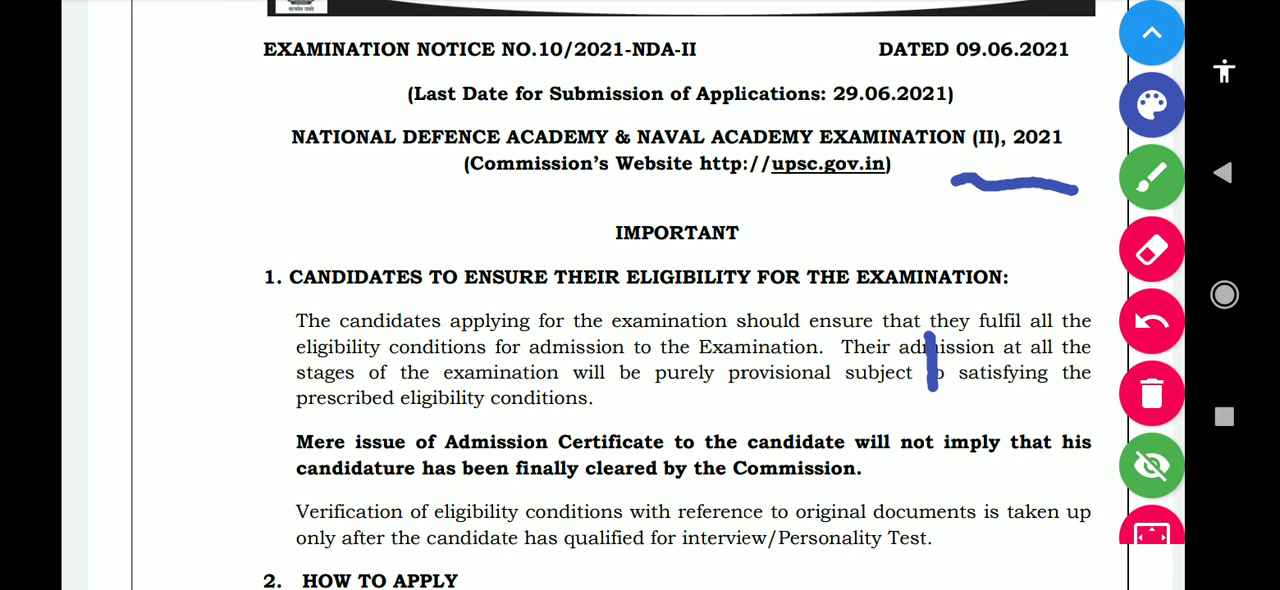 सत्यमेव जयते
EXAMINATION NOTICE NO.10/2021-NDA-II DATED 09.06.2021
(Last Date for Submission of Applications: 29.06.2021)
NATIONAL DEFENCE ACADEMY & NAVAL ACADEMY EXAMINATION (II), 2021
(Commission's Website http://upsc.gov.in)
IMPORTANT
1. CANDIDATES TO ENSURE THEIR ELIGIBILITY FOR THE EXAMINATION:
The candidates applying for the examination should ensure that they fulfil all the
eligibility conditions for admission to the Examination. Their admission at all the
stages of the examination will be purely provisional subject to satisfying the
prescribed eligibility conditions.
Mere issue of Admission Certificate to the candidate will not imply that his
candidature has been finally cleared by the Commission.
Verification of eligibility conditions with reference to original documents is taken up
only after the candidate has qualified for interview/Personality Test.
2. HOW TO APPLY